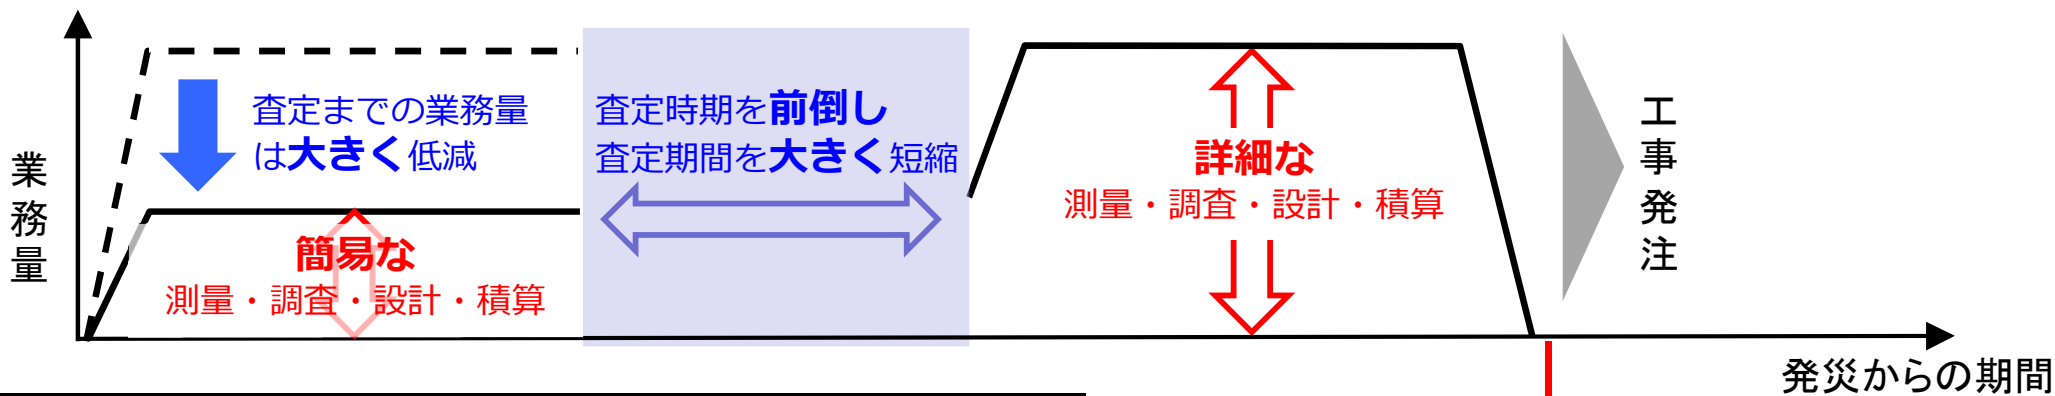 業務量
査定までの業務量
は大きく低減
簡易な
測量・調査・設計・積算
査定時期を前倒し
査定期間を大きく短縮
詳細な
測量・調査・設計・積算
工事発注
発災からの期間